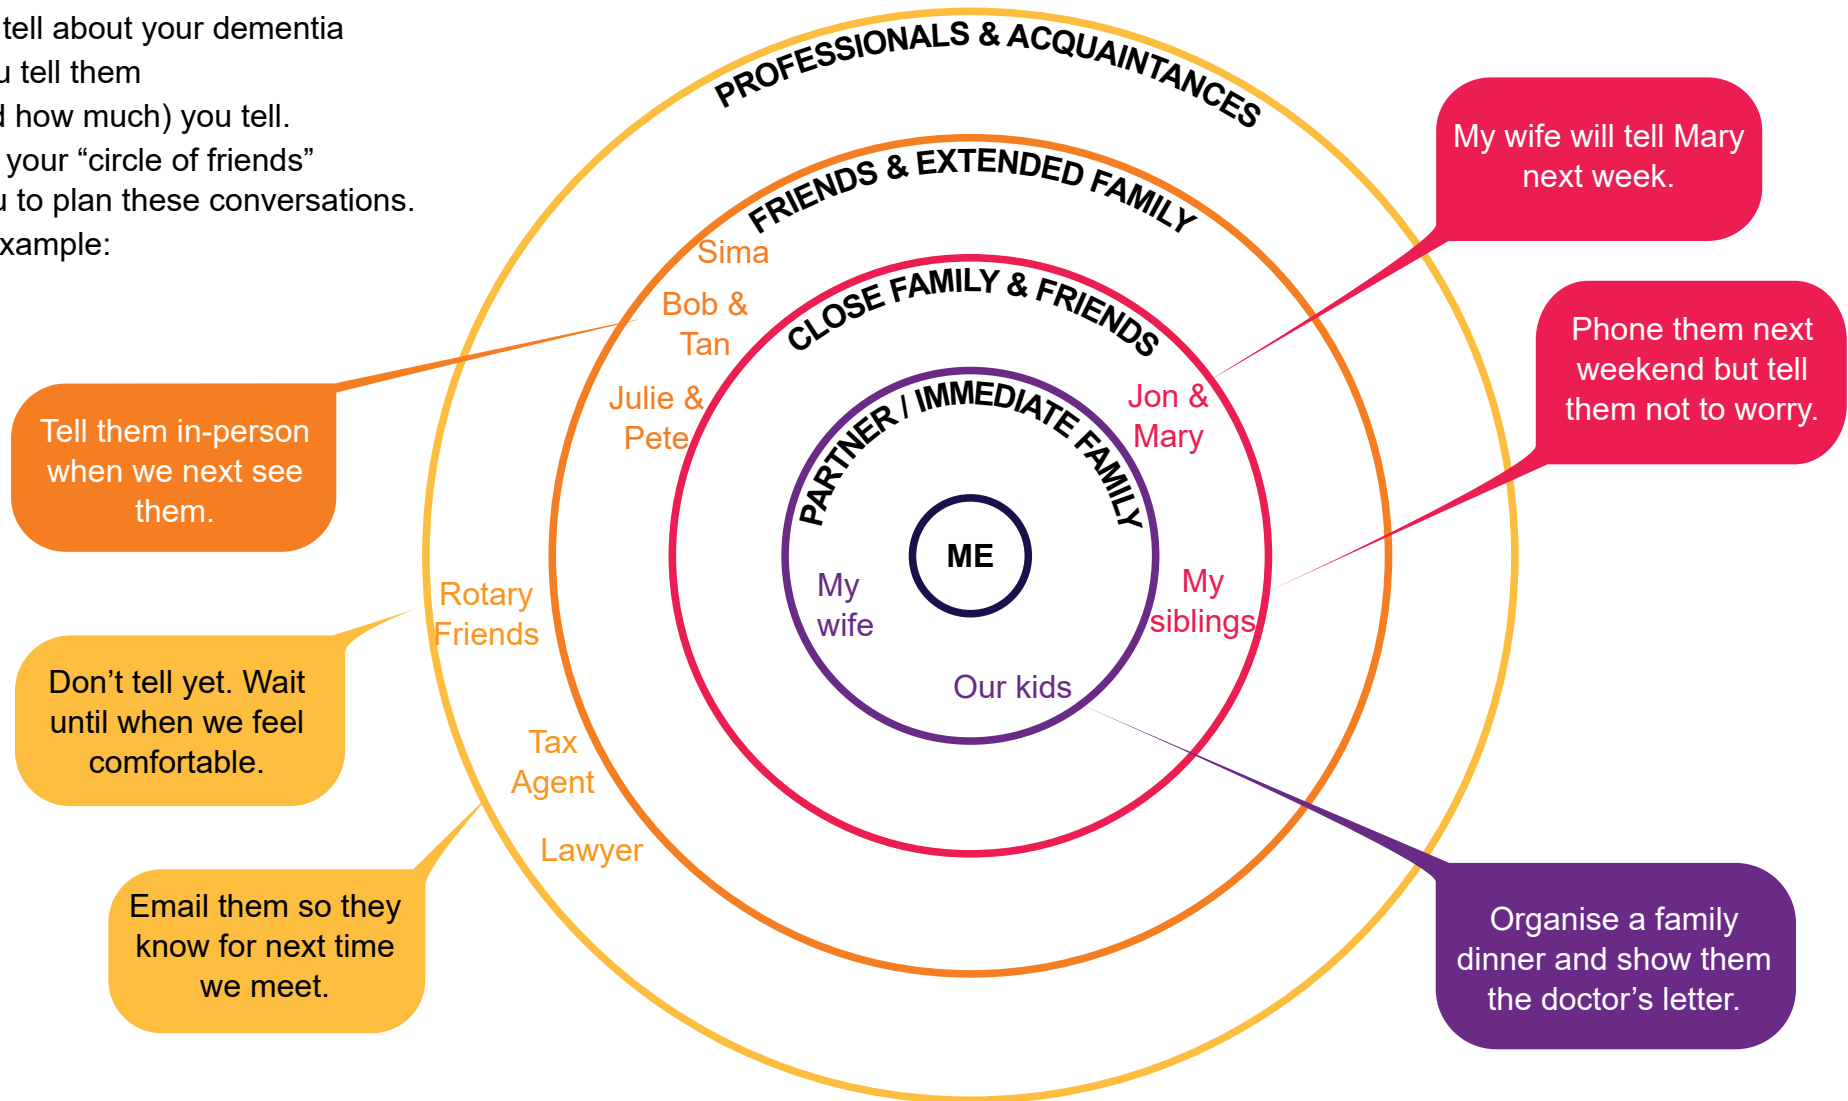 tell about your dementia
u tell them
d how much) you tell.
your “circle of friends”
u to plan these conversations.
xample:
PROFESSIONALS & ACQUAINTANCES
FRIENDS & EXTENDED FAMILY
CLOSE FAMILY & FRIENDS
PARTNER / IMMEDIATE FAMILY
ME
My
wife
Our kids
Jon &
Mary
My
siblings
Sima
Bob &
Tan
Julie &
Pete
Rotary
Friends
Tax
Agent
Lawyer
My wife will tell Mary
next week.
Phone them next
weekend but tell
them not to worry.
Tell them in-person
when we next see
them.
Don’t tell yet. Wait
until when we feel
comfortable.
Email them so they
know for next time
we meet.
Organise a family
dinner and show them
the doctor’s letter.